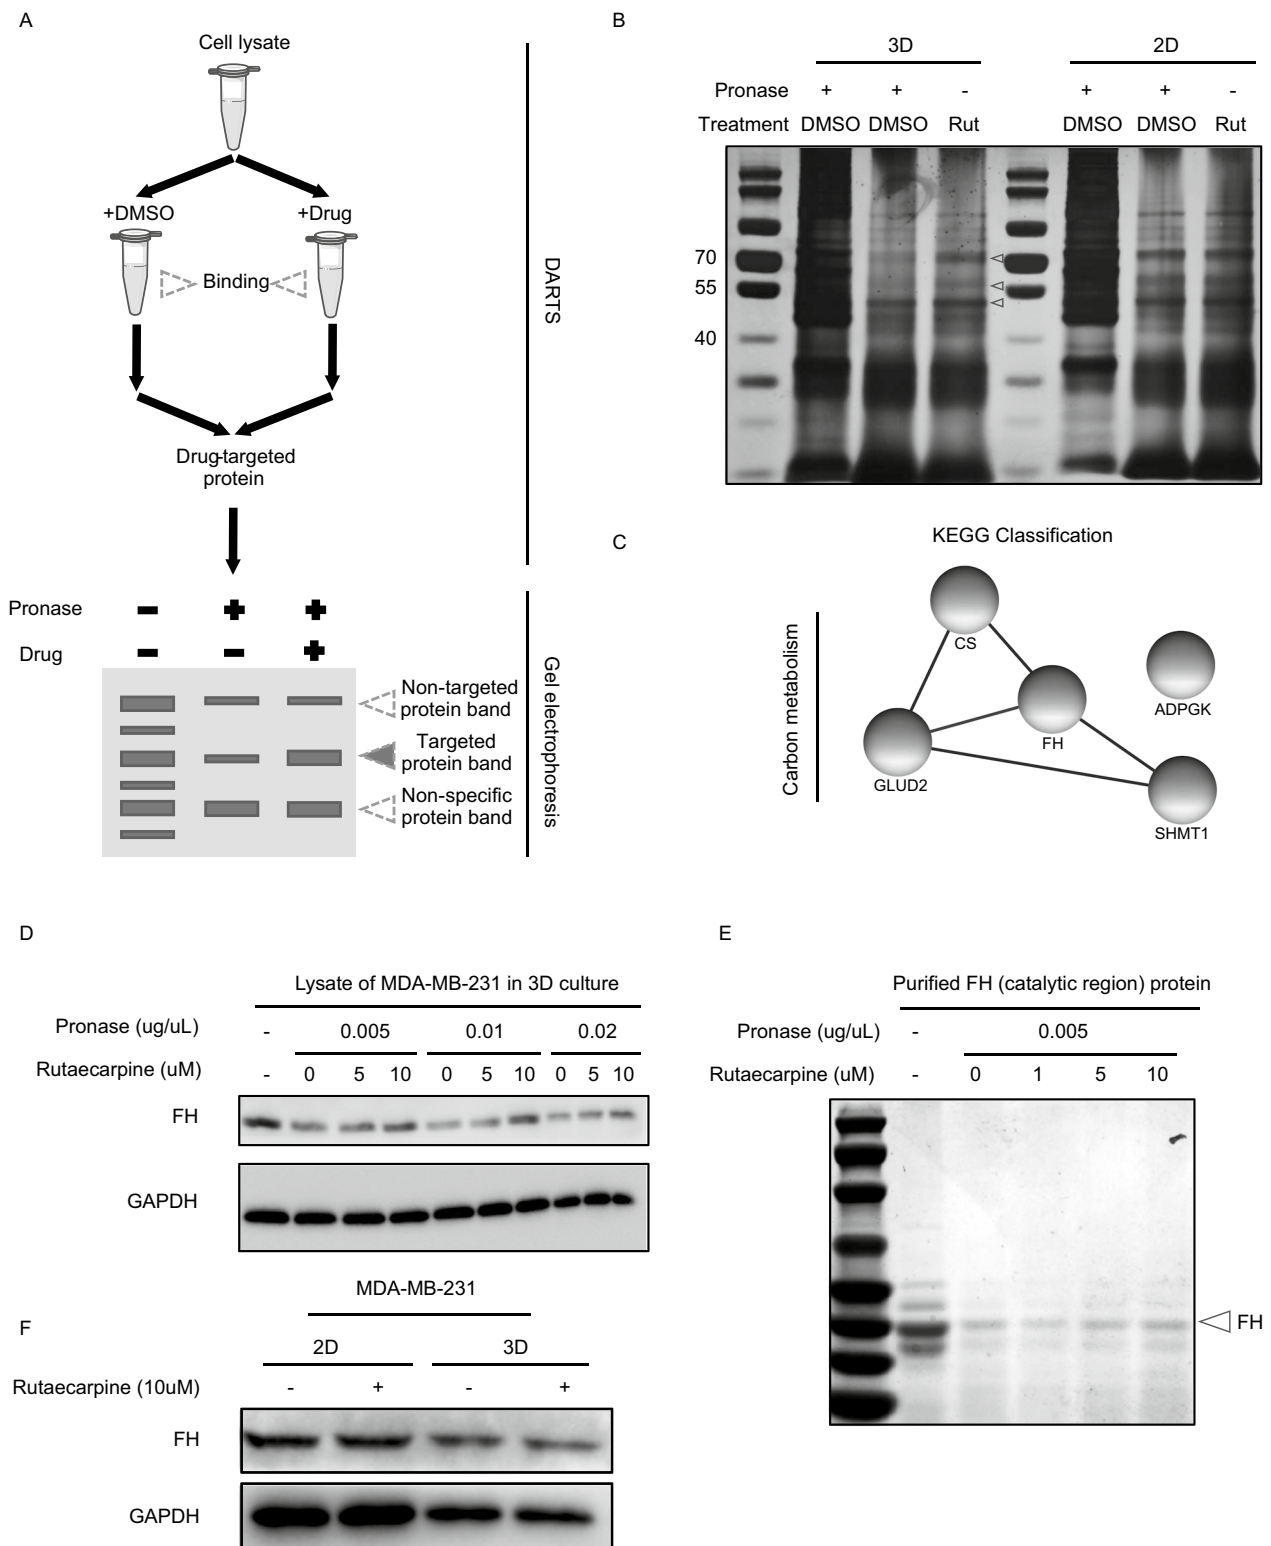 A
Cell lysate
+DMSO
+Drug
Binding
Drug-targeted
protein
DARTS
Pronase
- + +
Drug
- - +
Non-targeted
protein band
Targeted
protein band
Non-specific
protein band
Gel electrophoresis
B
3D 2D
Pronase + + - + + -
Treatment DMSO DMSO Rut DMSO DMSO Rut
70
55
40
C
KEGG Classification
Carbon metabolism
CS
ADPGK
FH
GLUD2
SHMT1
D
Lysate of MDA-MB-231 in 3D culture
Pronase (ug/uL) - 0.005 0.01 0.02
Rutaecarpine (uM) - 0 5 10 0 5 10 0 5 10
FH
GAPDH
E
Purified FH (catalytic region) protein
Pronase (ug/uL) - 0.005
Rutaecarpine (uM) - 0 1 5 10
FH
F
MDA-MB-231
2D 3D
Rutaecarpine (10uM) - + - +
FH
GAPDH